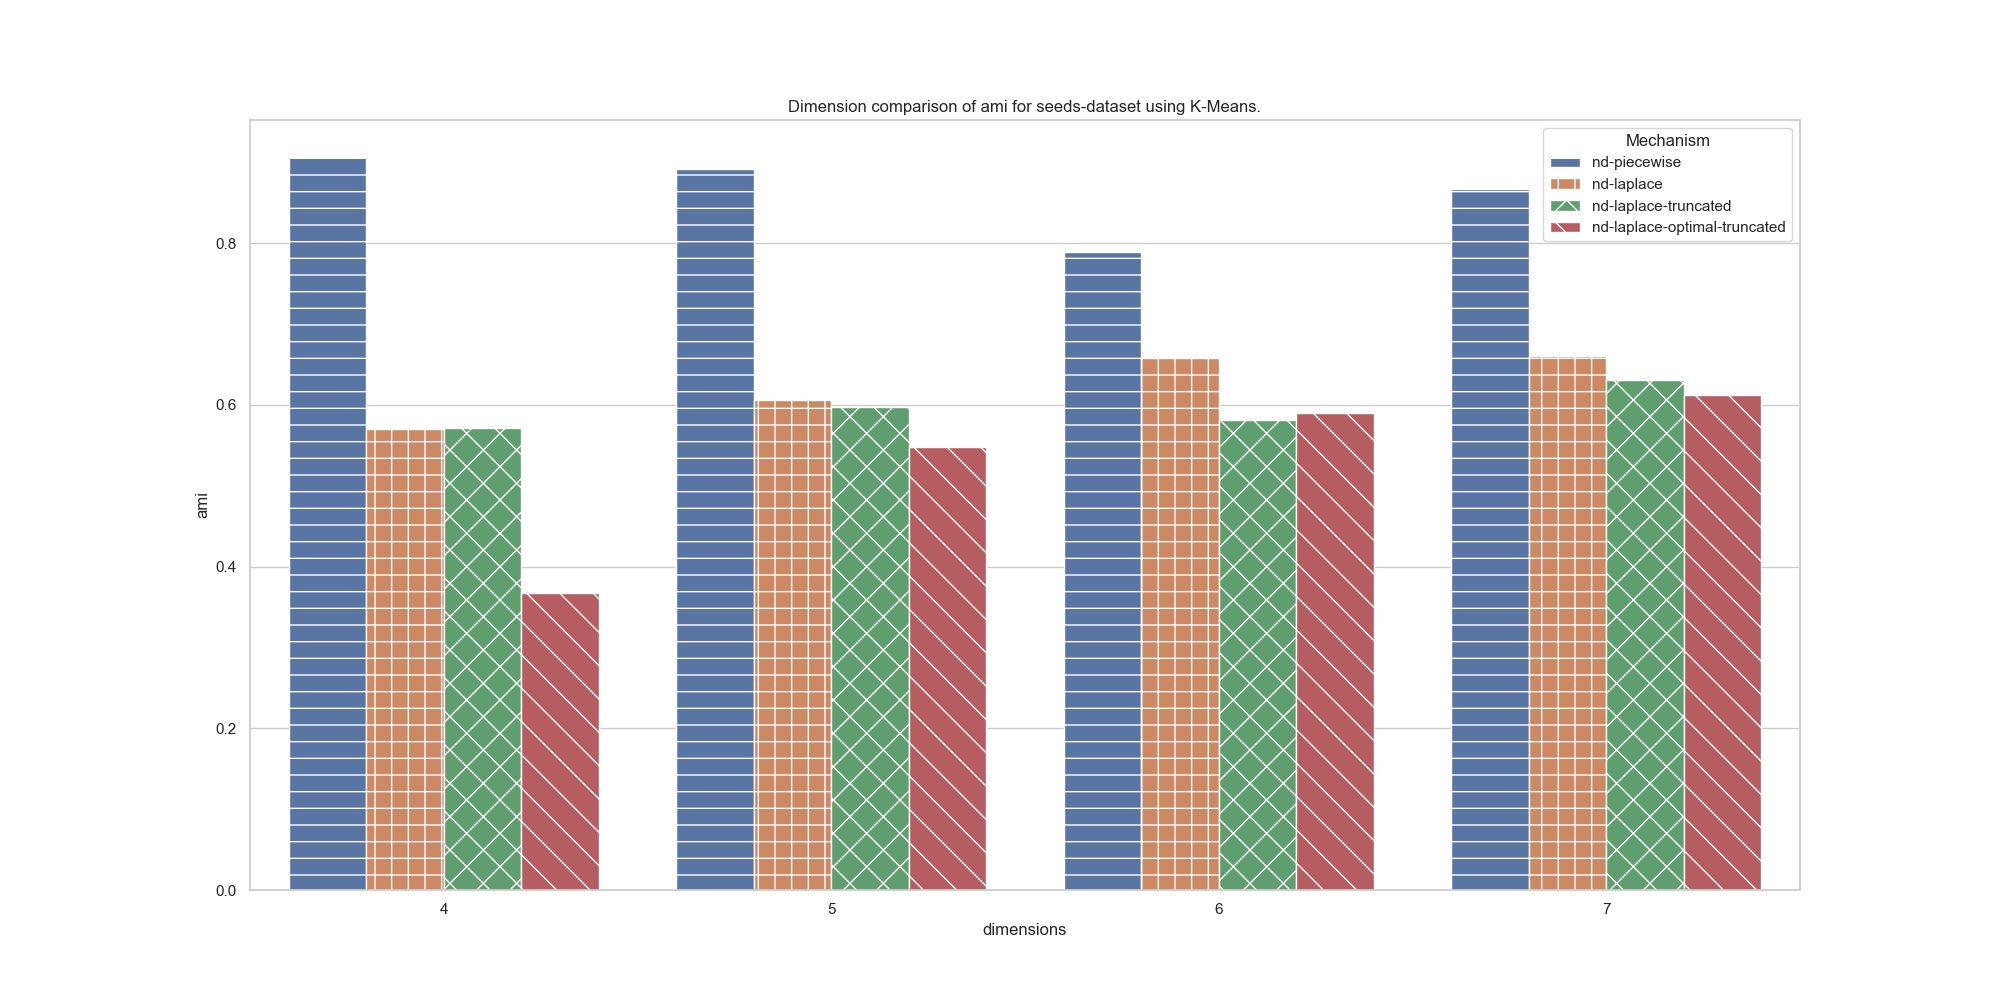 Dimension comparison of ami for seeds-dataset using K-Means.
Mechanism
nd-piecewise
nd-laplace
nd-laplace-truncated
nd-laplace-optimal-truncated
ami
0.8
0.6
0.4
0.2
0.0
4 5 6 7
dimensions